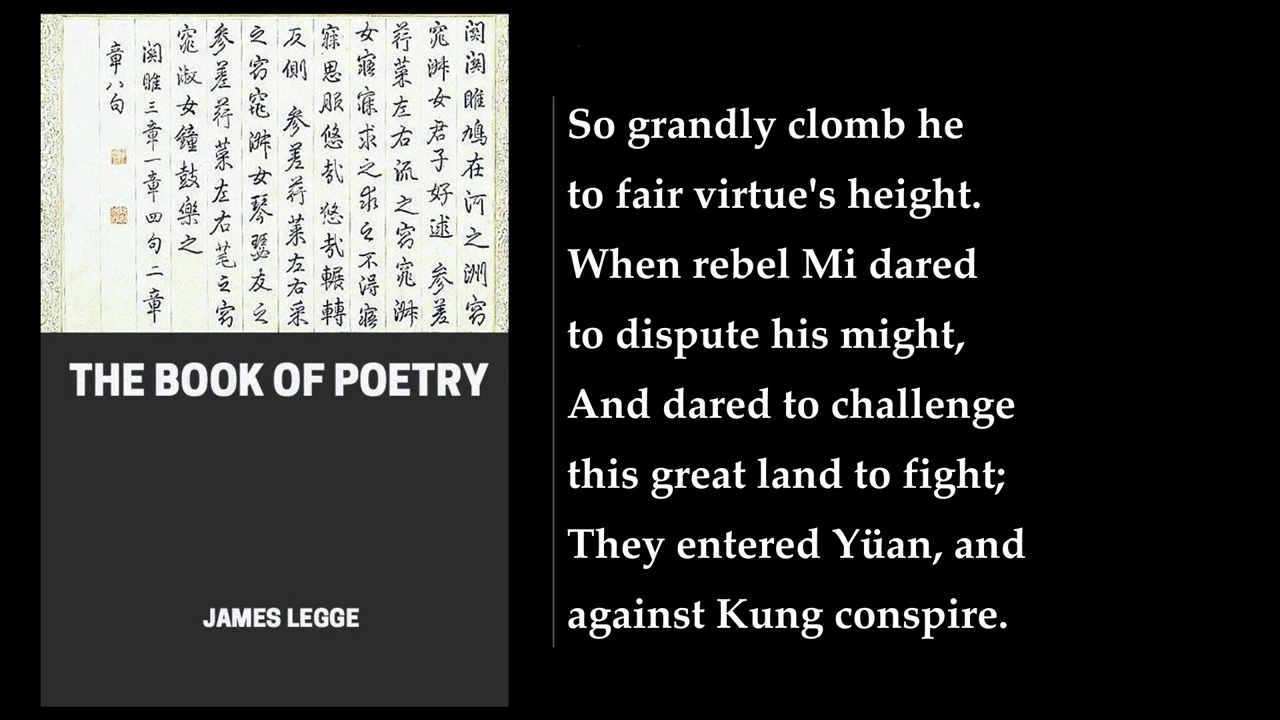 關關雎鳩在河之洲窈
窕淑女君子好逑 參差
荇菜左右流之窈窕淑
女寤寐求之求之不得寤
寐思服悠哉悠哉輾轉
反側 參差荇菜左右采
之窈窕淑女琴瑟友之
參差荇菜左右芼之窈
窕淑女鐘鼓樂之
關雎三章一章四句二章
章八句
THE BOOK OF POETRY
JAMES LEGGE
So grandly clomb he
to fair virtue's height.
When rebel Mi dared
to dispute his might,
And dared to challenge
this great land to fight;
They entered Yüan, and
against Kung conspire.